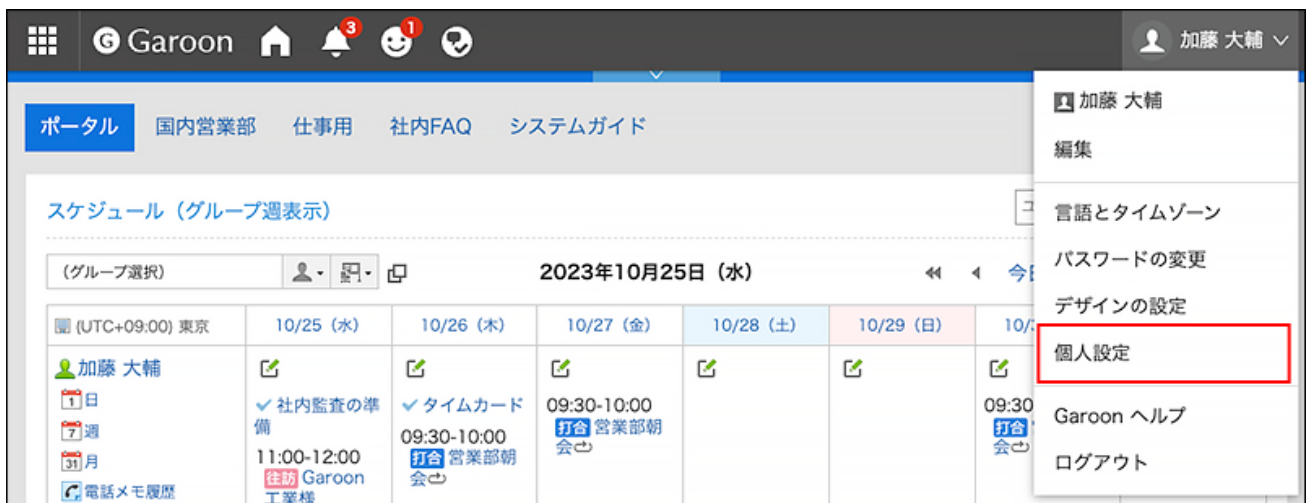 G Garoon 3 1 加藤 大輔
加藤 大輔
編集
言語とタイムゾーン
パスワードの変更
デザインの設定
個人設定
Garoon ヘルプ
ログアウト
ポータル 国内営業部 仕事用 社内FAQ システムガイド
スケジュール（グループ週表示）
（グループ選択） 2023年10月25日（水）
(UTC+09:00) 東京 10/25（水） 10/26（木） 10/27（金） 10/28（土） 10/29（日）
加藤 大輔
1 日
7 週
31 月
電話メモ履歴
社内監査の準
備
11:00-12:00
往訪 Garoon
工業様
タイムカード
09:30-10:00
打合 営業部朝
会
09:30-10:00
打合 営業部朝
会
09:30
打合
会